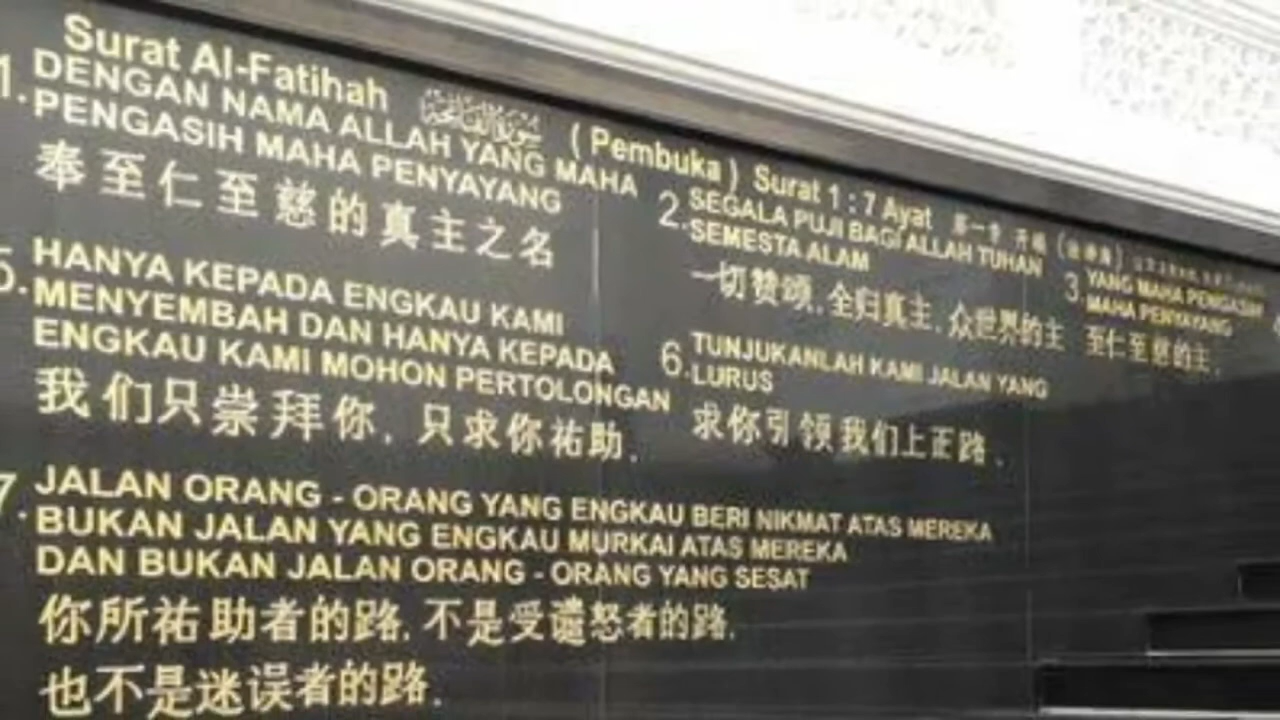 Surat Al-Fatihah سورة الفاتحة ( Pembuka ) Surat 1 : 7 Ayat 第一章 开端
1. DENGAN NAMA ALLAH YANG MAHA
PENGASIH MAHA PENYAYANG
奉至仁至慈的真主之名
2. SEGALA PUJI BAGI ALLAH TUHAN
SEMESTA ALAM
一切赞颂,全归真主,众世界的主
3. YANG MAHA PENGASIH
MAHA PENYAYANG
至仁至慈的主,
5. HANYA KEPADA ENGKAU KAMI
MENYEMBAH DAN HANYA KEPADA
ENGKAU KAMI MOHON PERTOLONGAN
我们只崇拜你,只求你祐助.
6. TUNJUKANLAH KAMI JALAN YANG
LURUS
求你引领我们上正路.
7. JALAN ORANG - ORANG YANG ENGKAU BERI NIKMAT ATAS MEREKA
BUKAN JALAN YANG ENGKAU MURKAI ATAS MEREKA
DAN BUKAN JALAN ORANG - ORANG YANG SESAT
你所祐助者的路,不是受谴怒者的路,
也不是迷误者的路.